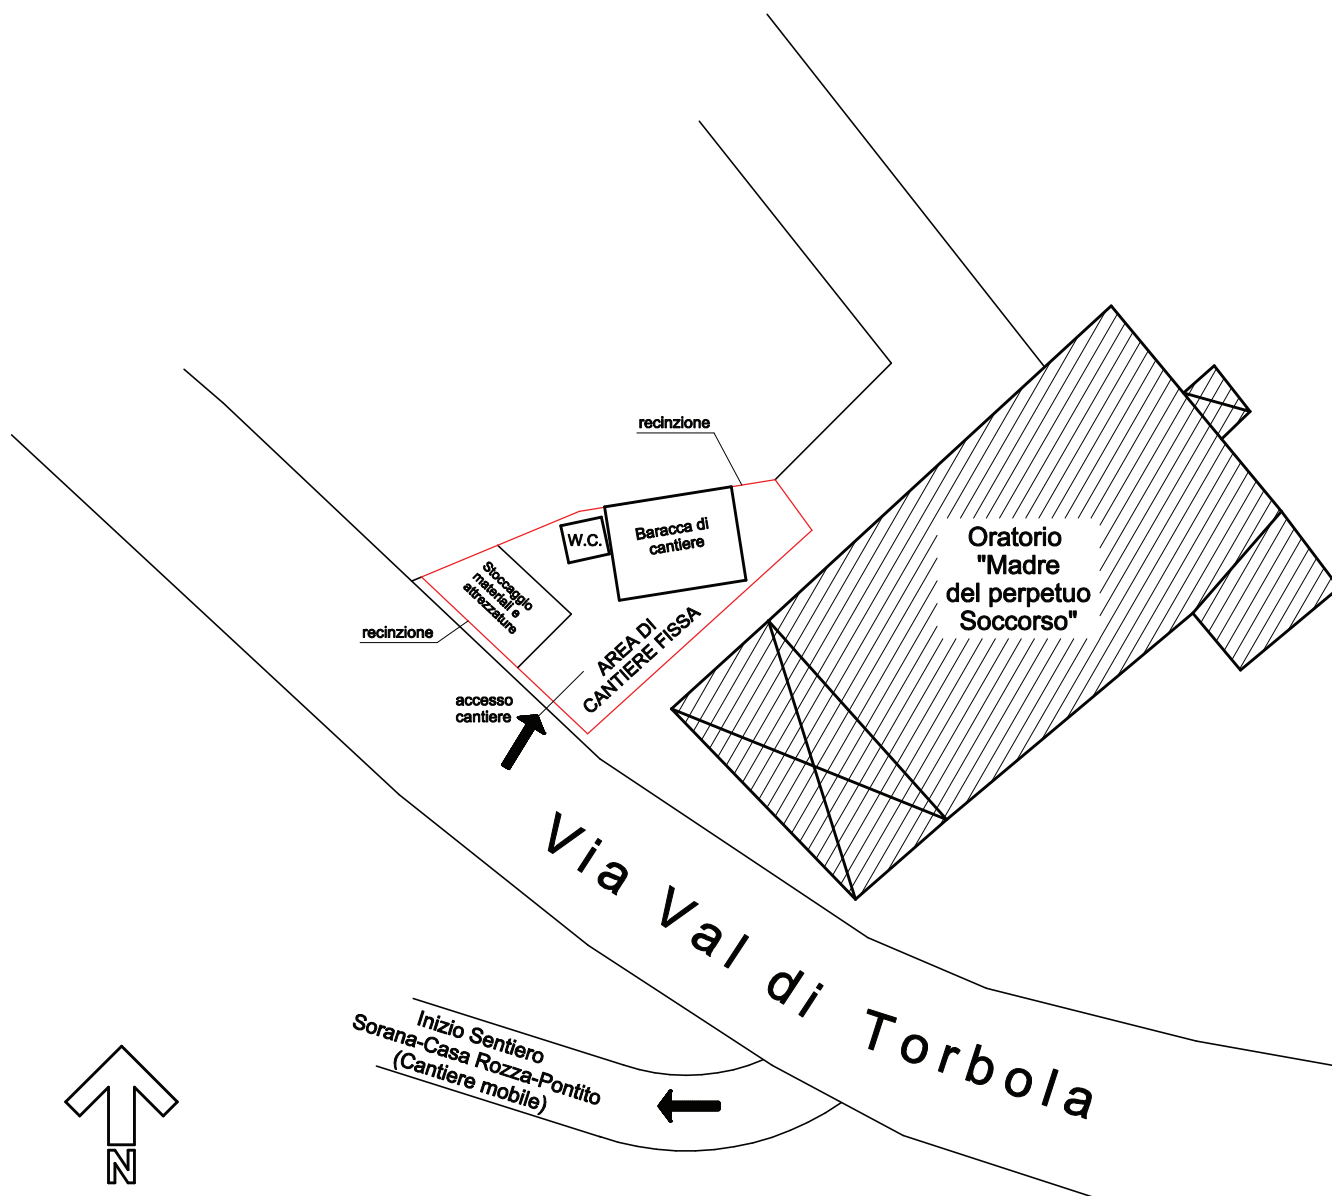 recinzione
Oratorio
"Madre
del perpetuo
Soccorso"
Baracca di
cantiere
W.C.
Stoccaggio
materiali e
attrezzature
recinzione
AREA DI
CANTIERE FISSA
accesso
cantiere
Via Val di Torbola
Inizio Sentiero
Sorana-Casa Rozza-Pontito
(Cantiere mobile)
N